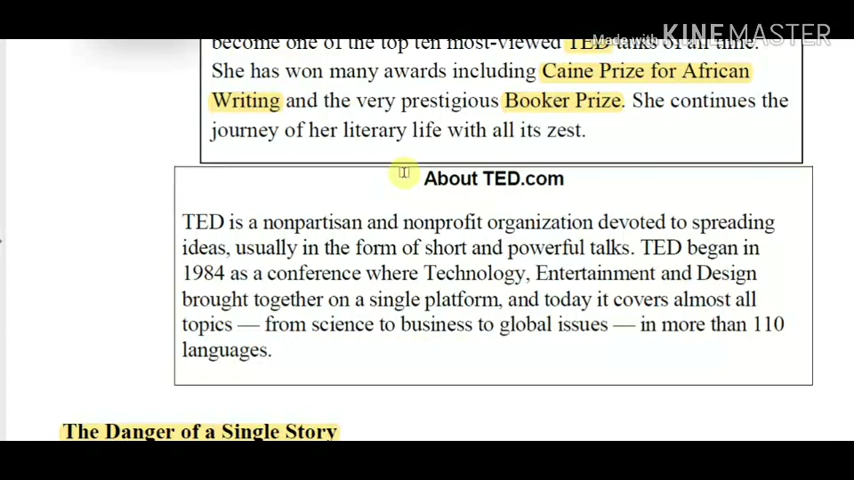 Made with KINEMASTER
become one of the top ten most-viewed TED talks of all time.
She has won many awards including Caine Prize for African
Writing and the very prestigious Booker Prize. She continues the
journey of her literary life with all its zest.
About TED.com
TED is a nonpartisan and nonprofit organization devoted to spreading
ideas, usually in the form of short and powerful talks. TED began in
1984 as a conference where Technology, Entertainment and Design
brought together on a single platform, and today it covers almost all
topics — from science to business to global issues — in more than 110
languages.
The Danger of a Single Story